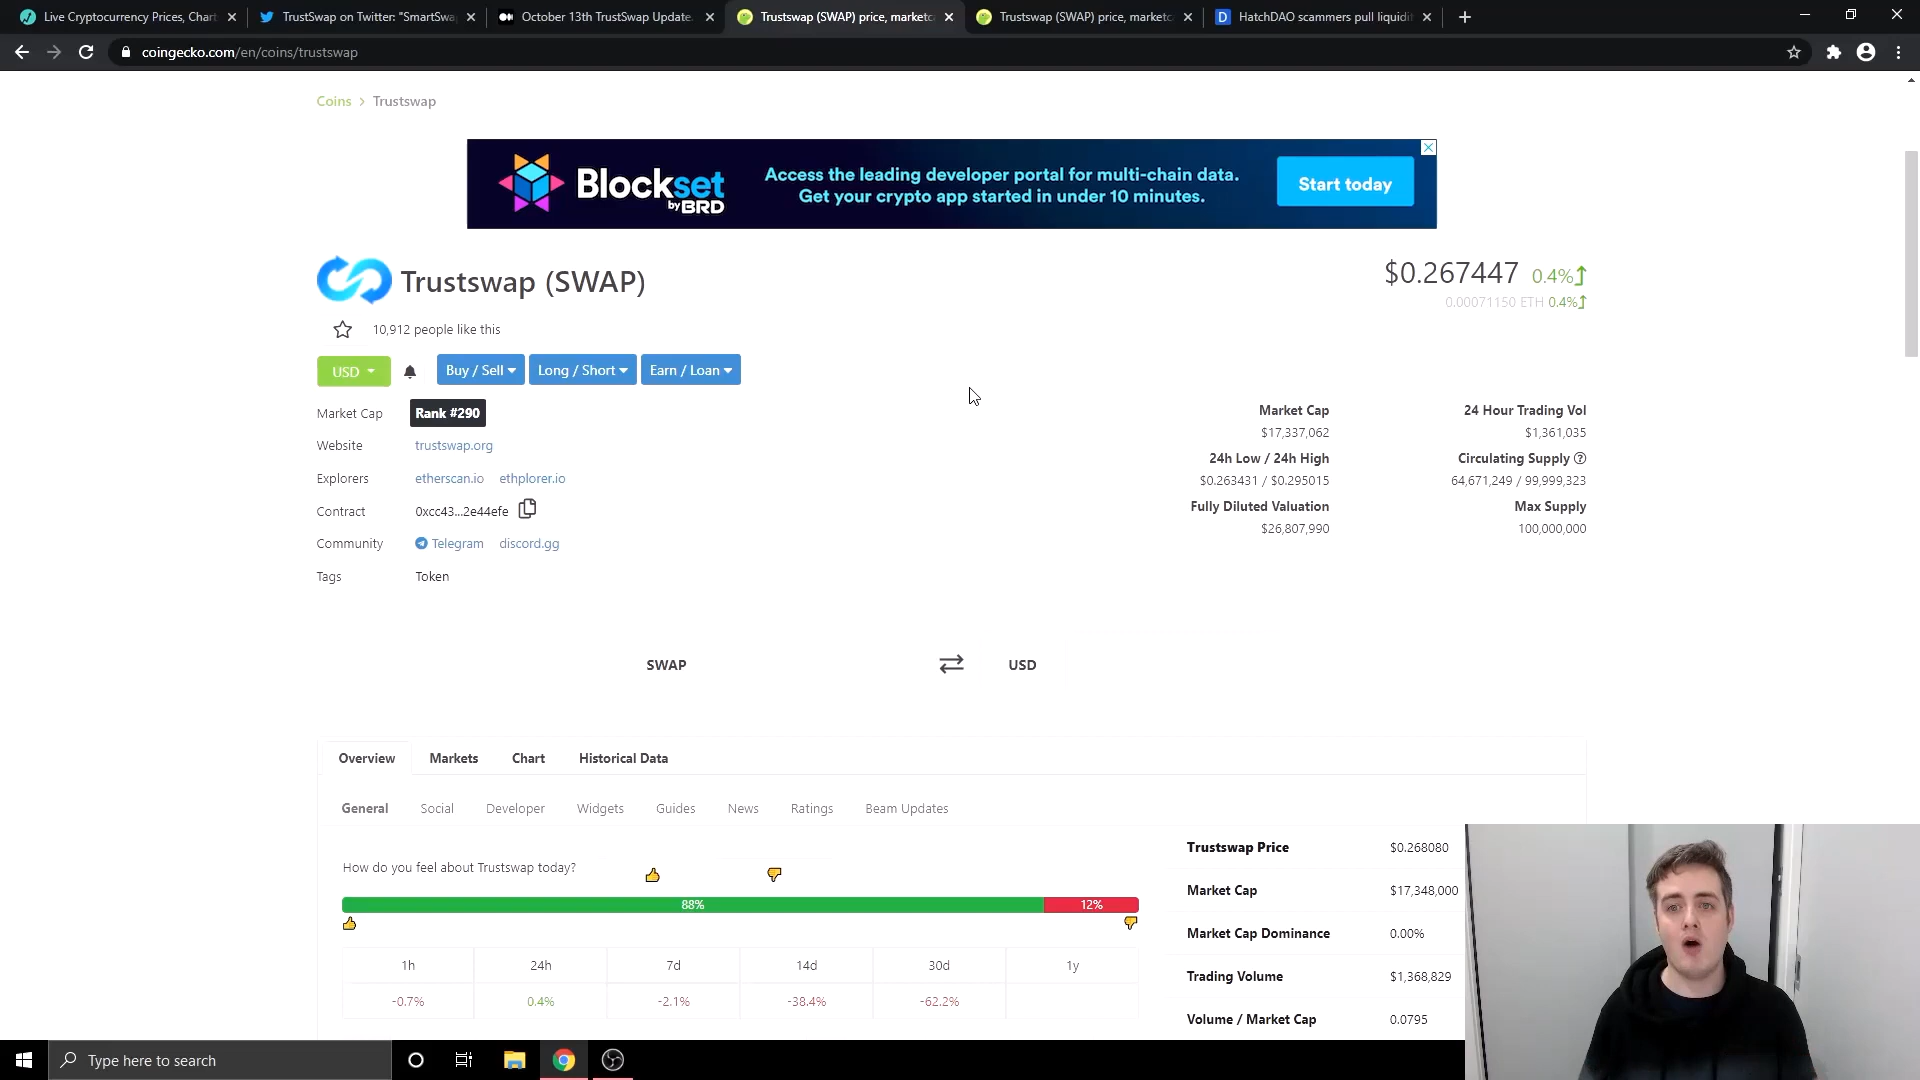 Live Cryptocurrency Prices, Chart
TrustSwap on Twitter: "SmartSwap
October 13th TrustSwap Update
Trustswap (SWAP) price, marketc
Trustswap (SWAP) price, marketc
HatchDAO scammers pull liquidit
coingecko.com/en/coins/trustswap
Coins > Trustswap
Blockset
by BRD
Access the leading developer portal for multi-chain data.
Get your crypto app started in under 10 minutes.
Start today
Trustswap (SWAP)
$0.267447 0.4%
0.00071150 ETH 0.4%
10,912 people like this
USD
Buy / Sell
Long / Short
Earn / Loan
Market Cap Rank #290
Website trustswap.org
Explorers etherscan.io ethplorer.io
Contract 0xcc43...2e44efe
Community Telegram discord.gg
Tags Token
Market Cap 24 Hour Trading Vol
$17,337,062 $1,361,035
24h Low / 24h High Circulating Supply
$0.263431 / $0.295015 64,671,249 / 99,999,323
Fully Diluted Valuation Max Supply
$26,807,990 100,000,000
SWAP USD
Overview Markets Chart Historical Data
General Social Developer Widgets Guides News Ratings Beam Updates
How do you feel about Trustswap today?
88% 12%
1h 24h 7d 14d 30d 1y
-0.7% 0.4% -2.1% -38.4% -62.2%
Trustswap Price $0.268080
Market Cap $17,348,000
Market Cap Dominance 0.00%
Trading Volume $1,368,829
Volume / Market Cap 0.0795
Type here to search